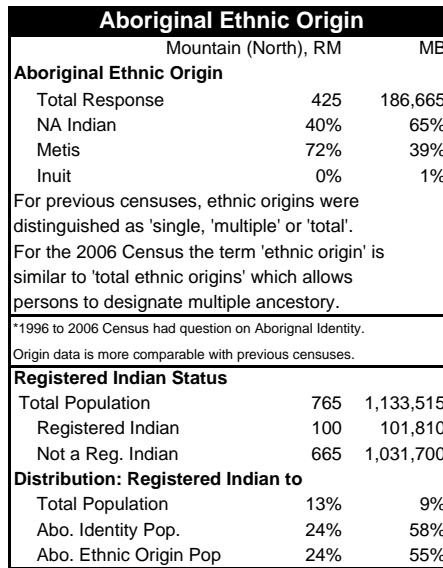 Aboriginal Ethnic Origin
Mountain (North), RM MB
Aboriginal Ethnic Origin
Total Response 425 186,665
NA Indian 40% 65%
Metis 72% 39%
Inuit 0% 1%
For previous censuses, ethnic origins were
distinguished as 'single, 'multiple' or 'total'.
For the 2006 Census the term 'ethnic origin' is
similar to 'total ethnic origins' which allows
persons to designate multiple ancestory.
*1996 to 2006 Census had question on Aborignal Identity.
Origin data is more comparable with previous censuses.
Registered Indian Status
Total Population 765 1,133,515
Registered Indian 100 101,810
Not a Reg. Indian 665 1,031,700
Distribution: Registered Indian to
Total Population 13% 9%
Abo. Identity Pop. 24% 58%
Abo. Ethnic Origin Pop 24% 55%